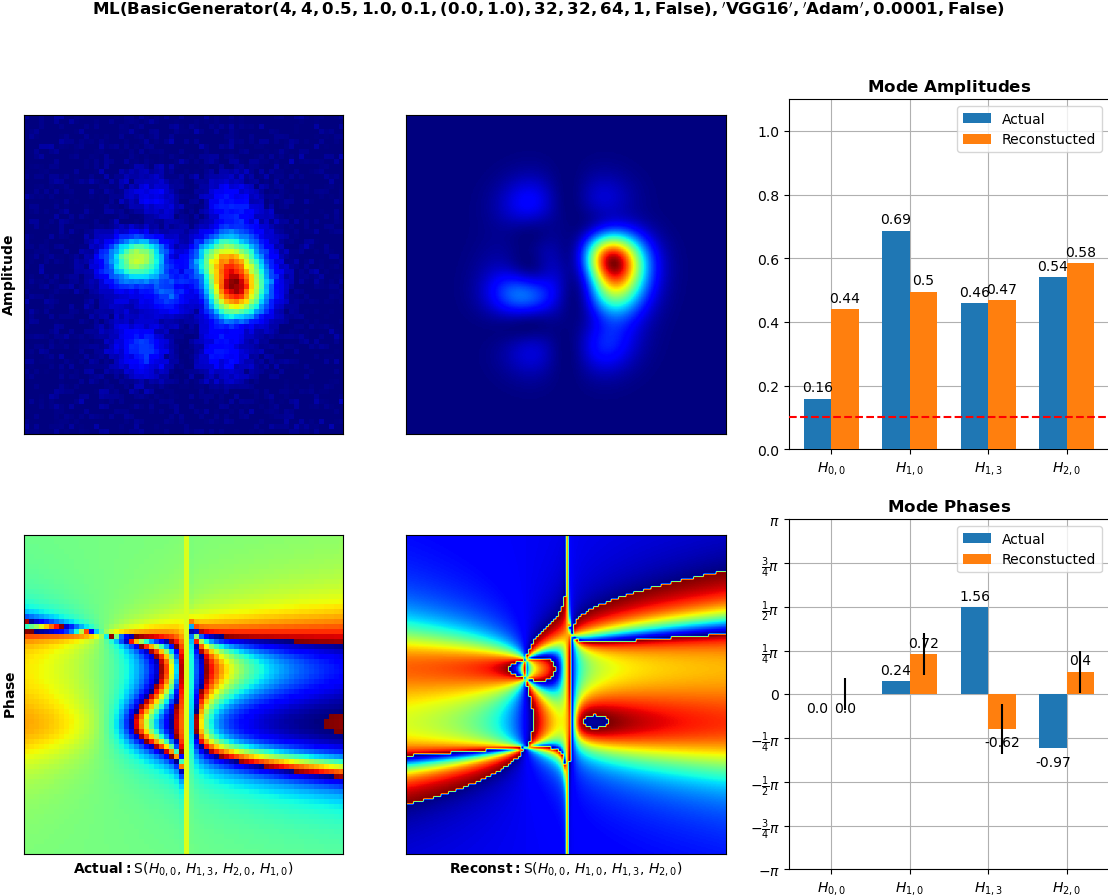 ML(BasicGenerator(4, 4, 0.5, 1.0, 0.1, (0.0, 1.0), 32, 32, 64, 1, False), ′VGG16′, ′Adam′, 0.0001, False)
Amplitude
Mode Amplitudes
Actual
Reconstucted
1.0
0.8
0.6
0.4
0.2
0.0
0.16
0.44
0.69
0.5
0.46
0.47
0.54
0.58
H0,0
H1,0
H1,3
H2,0
Phase
Actual: S(H0,0, H1,3, H2,0, H1,0)
Reconst: S(H0,0, H1,0, H1,3, H2,0)
Mode Phases
Actual
Reconstucted
π
3/4π
1/2π
1/4π
0
−1/4π
−1/2π
−3/4π
−π
0.0
0.0
0.24
0.72
1.56
-0.62
-0.97
0.4
H0,0
H1,0
H1,3
H2,0